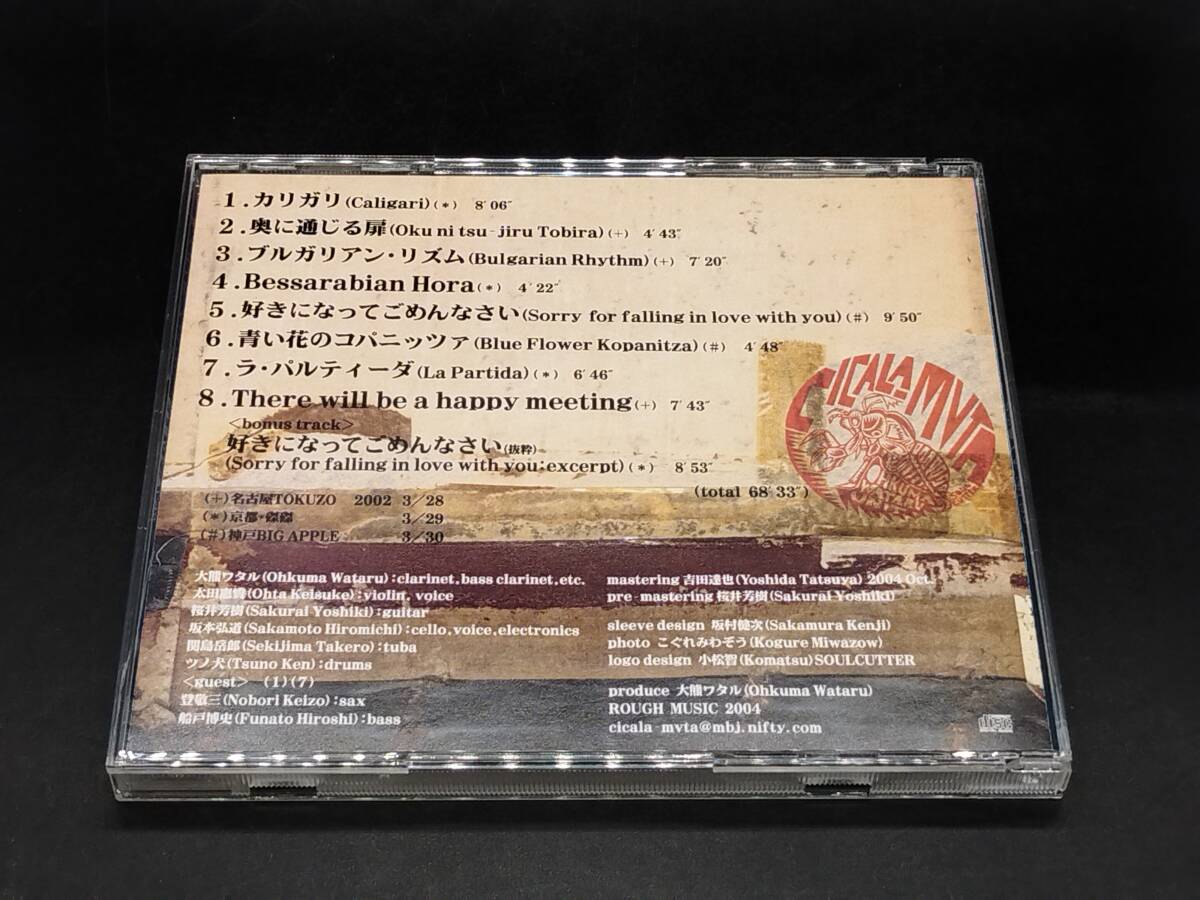 1.カリガリ(Caligari)(*) 8'06"
2.奥に通じる扉(Oku ni tsu-jiru Tobira)(+) 4'43"
3.ブルガリアン・リズム(Bulgarian Rhythm)(+) 7'20"
4.Bessarabian Hora(*) 4'22"
5.好きになってごめんなさい(Sorry for falling in love with you)(#) 9'50"
6.青い花のコパニッツァ(Blue Flower Kopanitza)(#) 4'48"
7.ラ・パルティーダ(La Partida)(*) 6'46"
8.There will be a happy meeting(+) 7'43"
<bonus track>
好きになってごめんなさい(抜粋)
(Sorry for falling in love with you:excerpt)(*) 8'53"
(total 68'33")
CICALA MVTA
(+)名古屋TOKUZO 2002 3/28
(*)京都・磔磔 3/29
(#)神戸BIG APPLE 3/30
大熊ワタル(Ohkuma Wataru):clarinet,bass clarinet,etc.
太田惠資(Ohta Keisuke):violin, voice
桜井芳樹(Sakurai Yoshiki):guitar
坂本弘道(Sakamoto Hiromichi):cello,voice,electronics
関島岳郎(Sekijima Takero):tuba
ツノ犬(Tsuno Ken):drums
<guest> (1)(7)
登敬三(Nobori Keizo):sax
船戸博史(Funato Hiroshi):bass
mastering 吉田達也(Yoshida Tatsuya) 2004 Oct.
pre-mastering 桜井芳樹(Sakurai Yoshiki)
sleeve design 坂村健次(Sakamura Kenji)
photo こぐれみわぞう(Kogure Miwazow)
logo design 小松智(Komatsu)SOULCUTTER
produce 大熊ワタル(Ohkuma Wataru)
ROUGH MUSIC 2004
cicala-mvta@mbj.nifty.com
disc